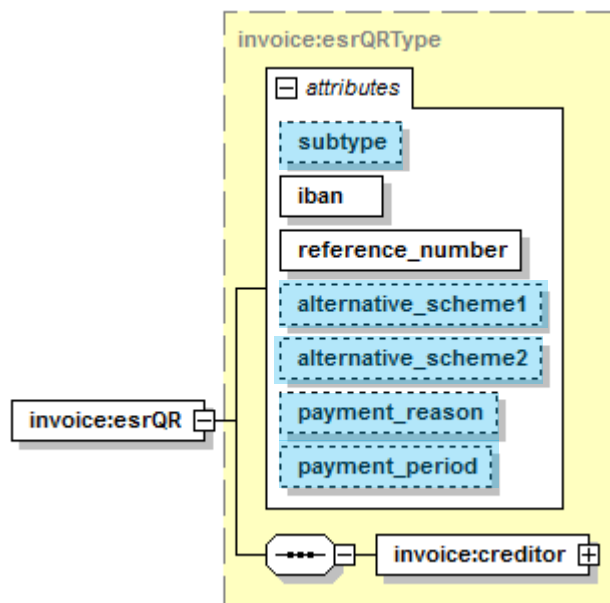 invoice:esrQRType
attributes
subtype
iban
reference_number
alternative_scheme1
alternative_scheme2
payment_reason
payment_period
invoice:esrQR
invoice:creditor